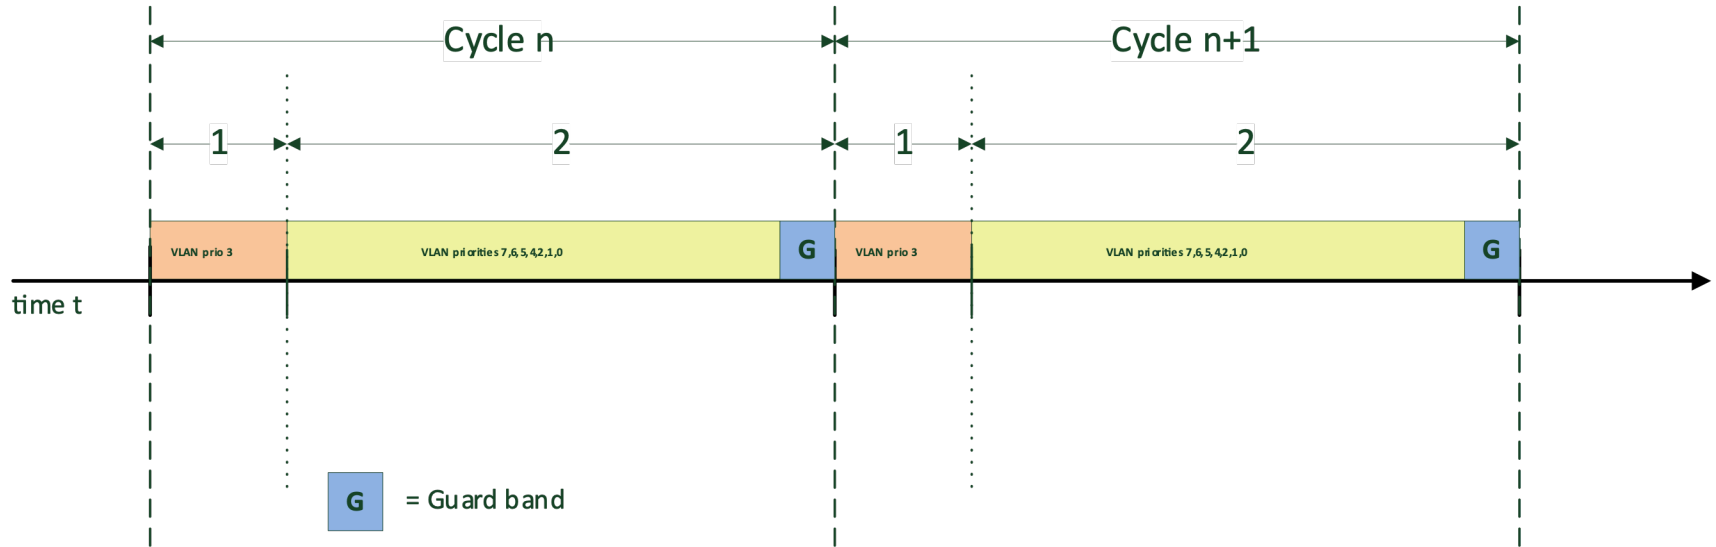 Cycle n
Cycle n+1
1
2
1
2
VLAN prio 3
VLAN priorities 7,6,5,4,2,1,0
G
VLAN prio 3
VLAN priorities 7,6,5,4,2,1,0
G
time t
G
= Guard band